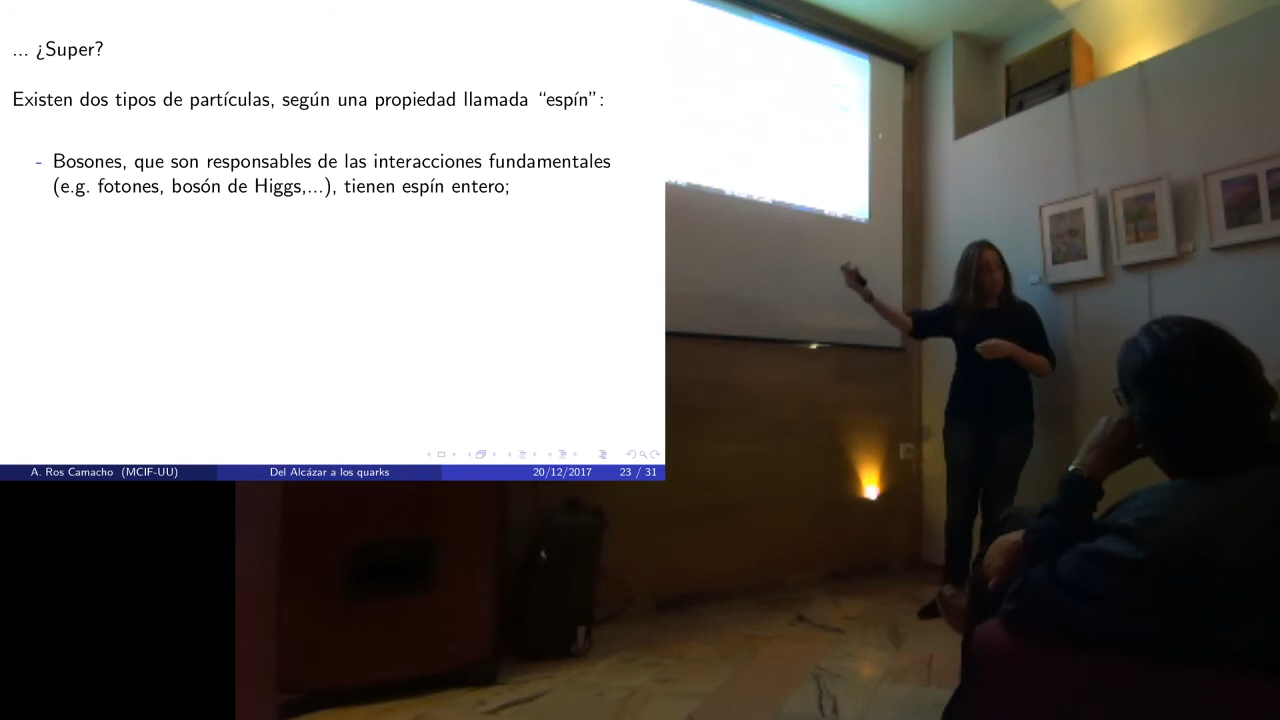 ... ¿Super?
Existen dos tipos de partículas, según una propiedad llamada “espín”:
- Bosones, que son responsables de las interacciones fundamentales
(e.g. fotones, bosón de Higgs,...), tienen espín entero;
A. Ros Camacho (MCIF-UU) Del Alcázar a los quarks 20/12/2017 23 / 31